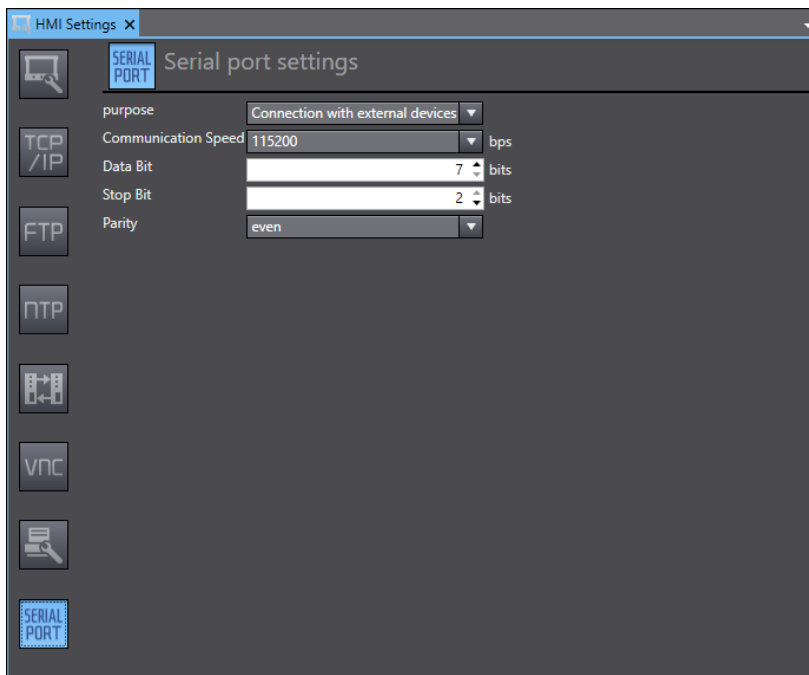 HMI Settings
SERIAL PORT Serial port settings
purpose Connection with external devices
Communication Speed 115200 bps
TCP /IP
Data Bit 7 bits
Stop Bit 2 bits
Parity even
FTP
NTP
VNC
SERIAL PORT